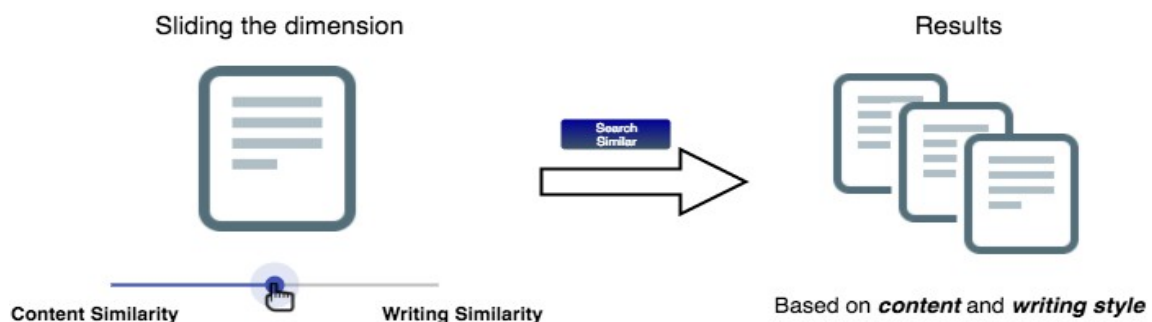 Sliding the dimension
Results
Search
Similar
Content Similarity
Writing Similarity
Based on content and writing style